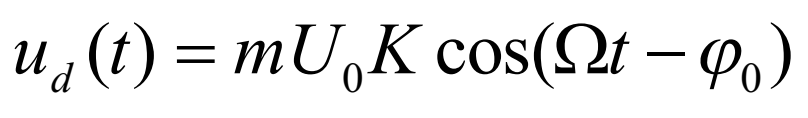 u_d(t) = mU_0K cos(Ωt − φ_0)